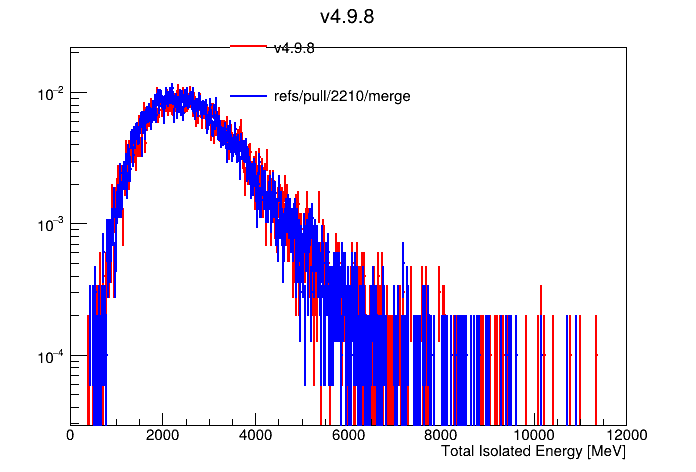 v4.9.8
v4.9.8
refs/pull/2210/merge
10⁻²
10⁻³
10⁻⁴
0 2000 4000 6000 8000 10000 12000
Total Isolated Energy [MeV]